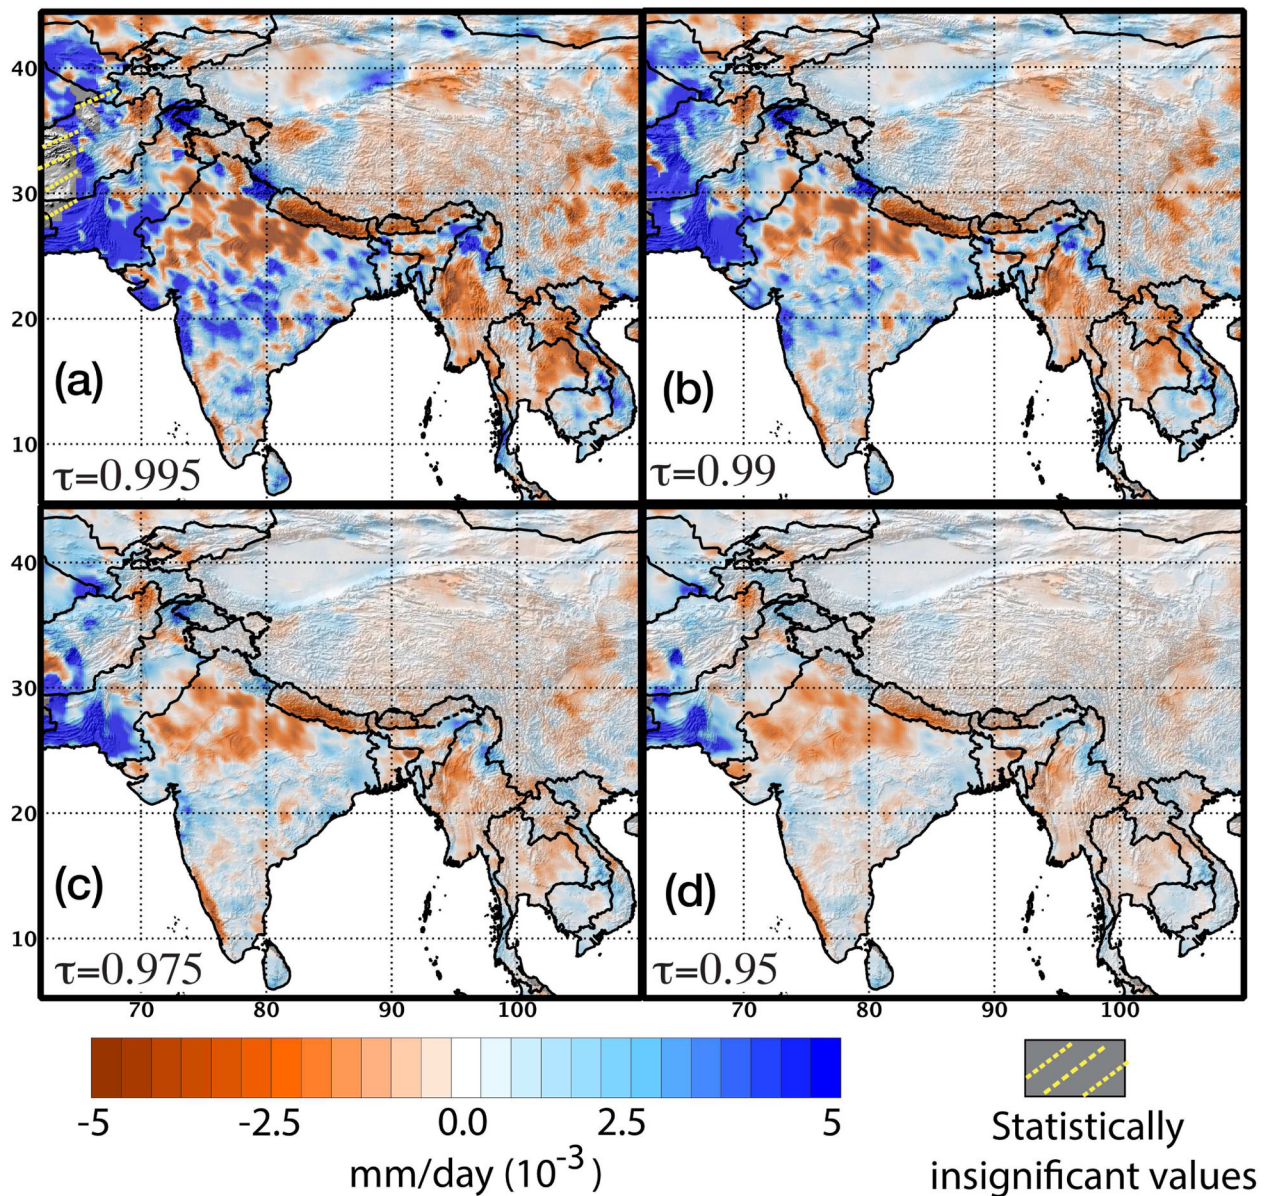 40
30
20
10
(a)
τ=0.995
(b)
τ=0.99
40
30
20
10
(c)
τ=0.975
(d)
τ=0.95
70 80 90 100 70 80 90 100
-5 -2.5 0.0 2.5 5
mm/day (10⁻³)
Statistically
insignificant values